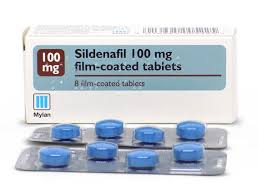 100
mg
Sildenafil 100 mg
film-coated tablets
8 film-coated tablets
Mylan